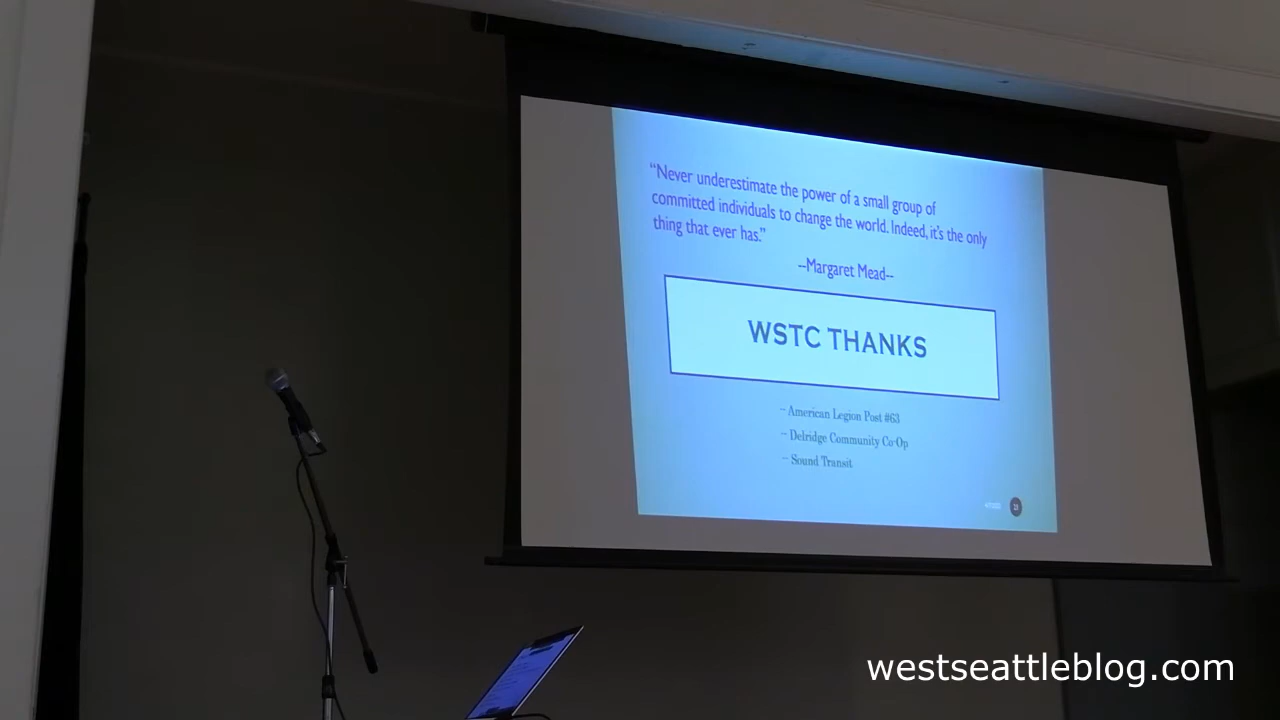 “Never underestimate the power of a small group of
committed individuals to change the world. Indeed, it's the only
thing that ever has.”
--Margaret Mead--
WSTC THANKS
~ American Legion Post #63
~ Delridge Community Co-Op
~ Sound Transit
westseattleblog.com